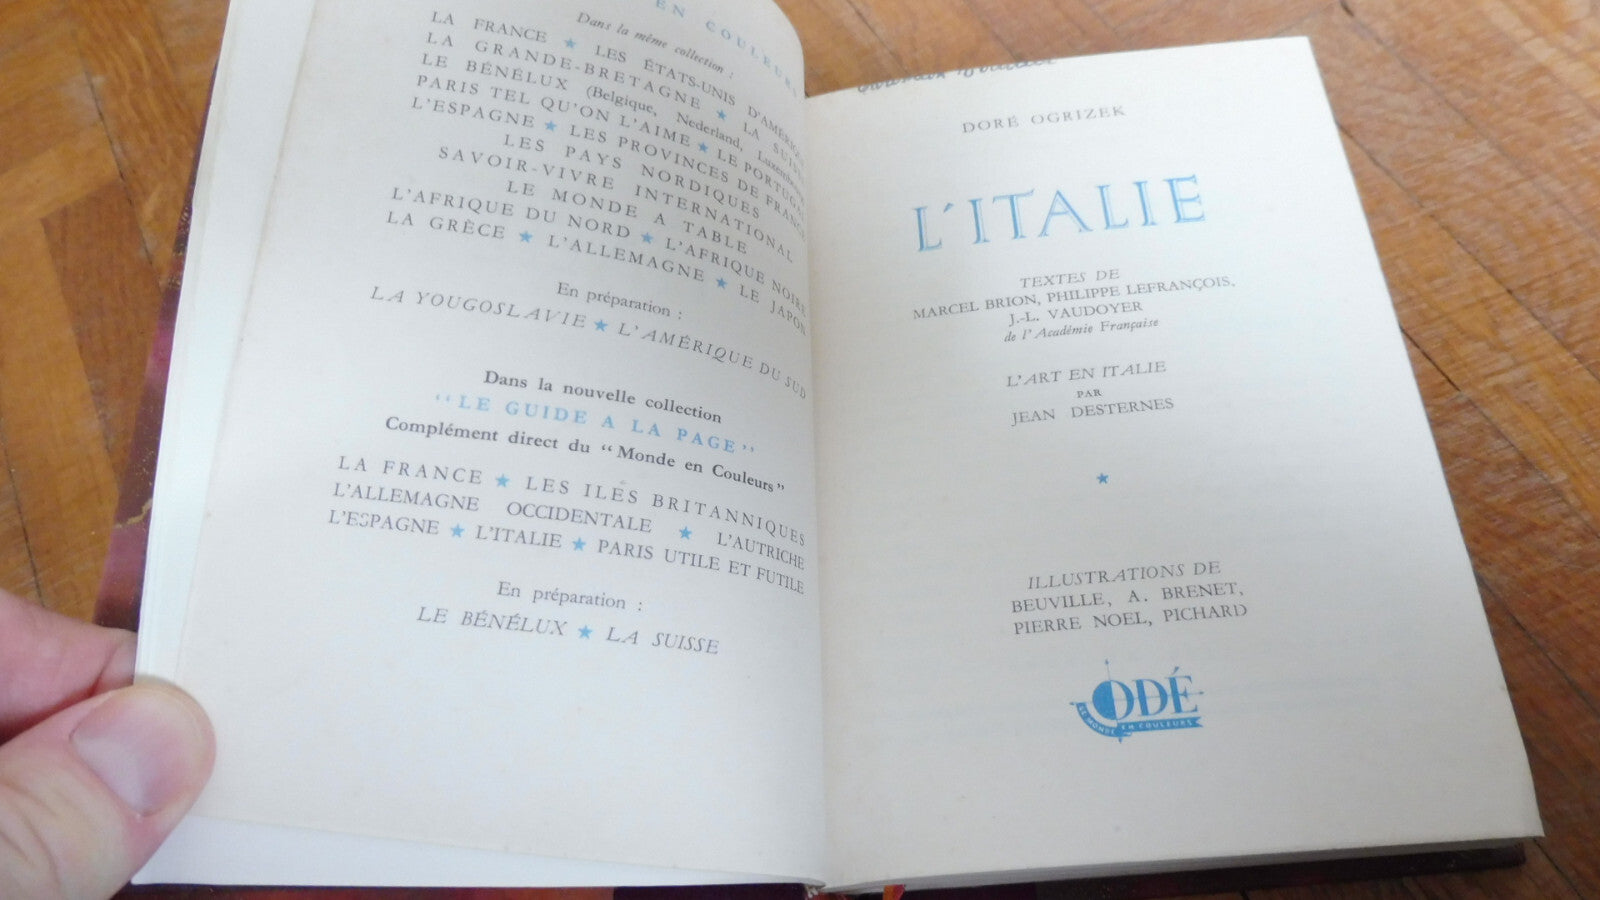 EN COULEURS
Dans la même collection :
LA FRANCE ★ LES ÉTATS-UNIS D'AMÉRIQUE
LA GRANDE-BRETAGNE ★ LA SUISSE
LE BÉNÉLUX (Belgique, Nederland, Luxembourg)
PARIS TEL QU'ON L'AIME ★ LE PORTUGAL
L'ESPAGNE ★ LES PROVINCES DE FRANCE
LES PAYS NORDIQUES
SAVOIR-VIVRE INTERNATIONAL
LE MONDE A TABLE
L'AFRIQUE DU NORD ★ L'AFRIQUE NOIRE
LA GRÈCE ★ L'ALLEMAGNE ★ LE JAPON
En préparation :
LA YOUGOSLAVIE ★ L'AMÉRIQUE DU SUD
Dans la nouvelle collection
"LE GUIDE A LA PAGE"
Complément direct du "Monde en Couleurs"
LA FRANCE ★ LES ILES BRITANNIQUES
L'ALLEMAGNE OCCIDENTALE ★ L'AUTRICHE
L'ESPAGNE ★ L'ITALIE ★ PARIS UTILE ET FUTILE
En préparation :
LE BÉNÉLUX ★ LA SUISSE
DORÉ OGRIZEK
L'ITALIE
TEXTES DE
MARCEL BRION, PHILIPPE LEFRANÇOIS,
J.-L. VAUDOYER
de l'Académie Française
L'ART EN ITALIE
PAR
JEAN DESTERNES
★
ILLUSTRATIONS DE
BEUVILLE, A. BRENET,
PIERRE NOEL, PICHARD
ODÉ
LE MONDE EN COULEURS